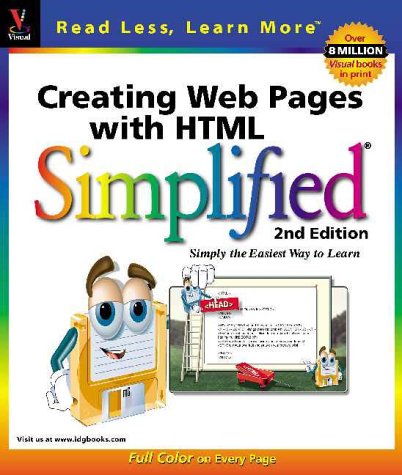 Visual
Read Less, Learn More™
Over
8 MILLION
Visual books
in print
Creating Web Pages
with HTML
Simplified®
2nd Edition
Simply the Easiest Way to Learn
<HTML>
<HEAD>
Visit us at www.idgbooks.com
Full Color on Every Page